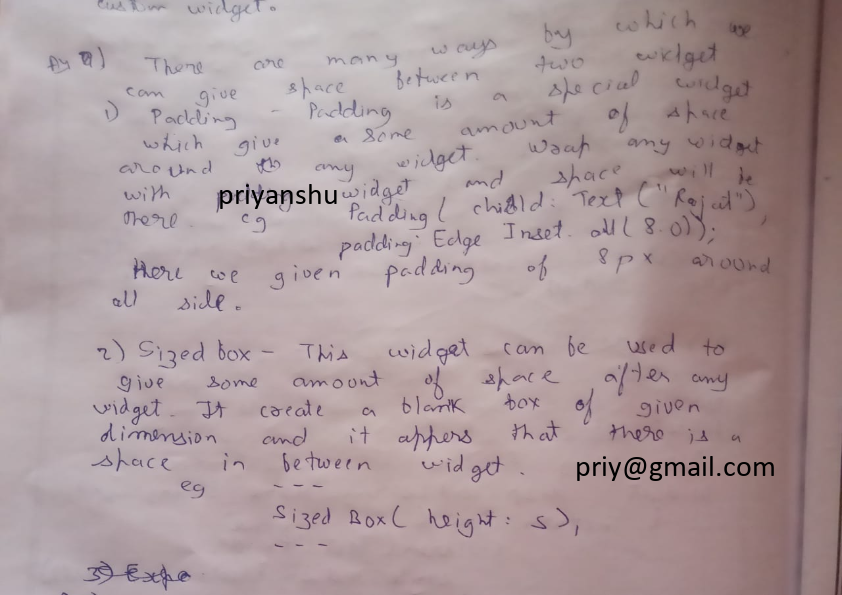 custom widget.
There are many ways by which we
can give space between two widget
1) Padding - Padding is a special widget
which give a some amount of space
around any widget. Wrap any widget
with priyanshu widget and space will be
there. eg Padding( child: Text("Rajat"),
padding: Edge Inset. all(8.0));
Here we given padding of 8px around
all side.
2) Sized box - This widget can be used to
give some amount of space after any
widget. It create a blank box of given
dimension and it appers that there is a
space in between widget. priy@gmail.com
eg ---
Sized Box( height: 5),
---
3) Expa